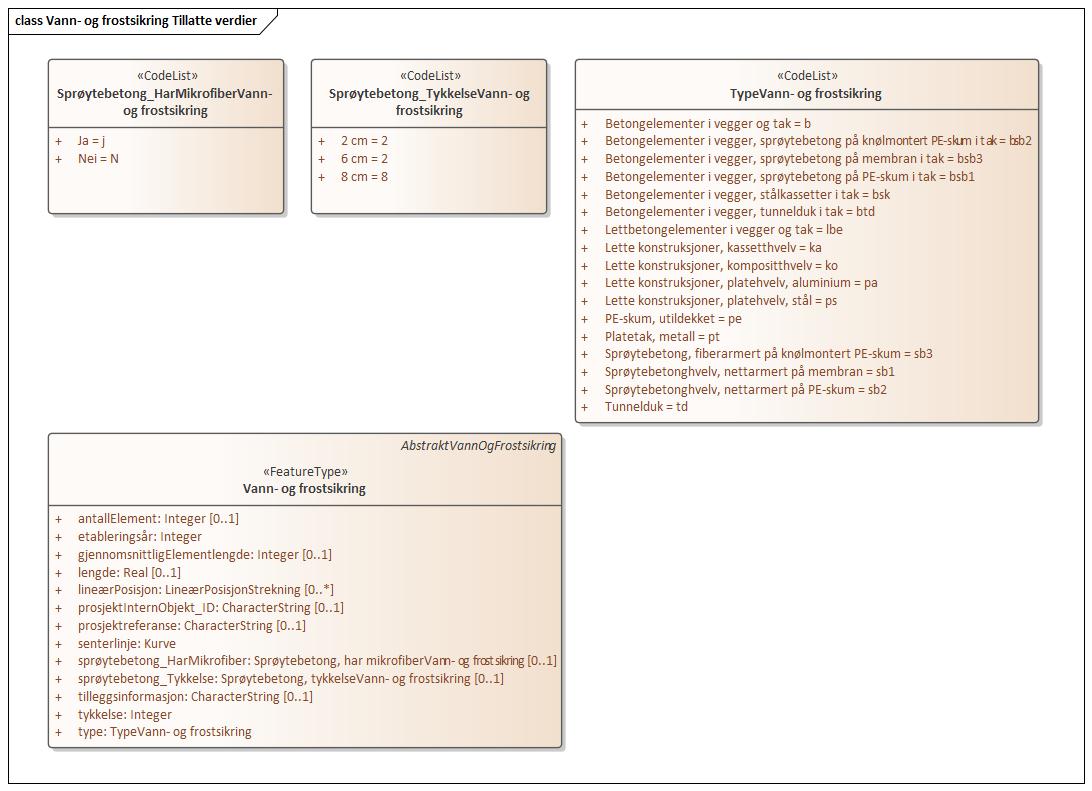 class Vann- og frostsikring Tillatte verdier
«CodeList»
Sprøytebetong_HarMikrofiberVann-
og frostsikring
+ Ja = j
+ Nei = N
«CodeList»
Sprøytebetong_TykkelseVann- og
frostsikring
+ 2 cm = 2
+ 6 cm = 2
+ 8 cm = 8
«CodeList»
TypeVann- og frostsikring
+ Betongelementer i vegger og tak = b
+ Betongelementer i vegger, sprøytebetong på knølmontert PE-skum i tak = bsb2
+ Betongelementer i vegger, sprøytebetong på membran i tak = bsb3
+ Betongelementer i vegger, sprøytebetong på PE-skum i tak = bsb1
+ Betongelementer i vegger, stålkassetter i tak = bsk
+ Betongelementer i vegger, tunnelduk i tak = btd
+ Lettbetongelementer i vegger og tak = lbe
+ Lette konstruksjoner, kassetthvelv = ka
+ Lette konstruksjoner, kompositthvelv = ko
+ Lette konstruksjoner, platehvelv, aluminium = pa
+ Lette konstruksjoner, platehvelv, stål = ps
+ PE-skum, utildekket = pe
+ Platetak, metall = pt
+ Sprøytebetong, fiberarmert på knølmontert PE-skum = sb3
+ Sprøytebetonghvelv, nettarmert på membran = sb1
+ Sprøytebetonghvelv, nettarmert på PE-skum = sb2
+ Tunnelduk = td
AbstraktVannOgFrostsikring
«FeatureType»
Vann- og frostsikring
+ antallElement: Integer [0..1]
+ etableringsår: Integer
+ gjennomsnittligElementlengde: Integer [0..1]
+ lengde: Real [0..1]
+ lineærPosisjon: LineærPosisjonStrekning [0..*]
+ prosjektInternObjekt_ID: CharacterString [0..1]
+ prosjektreferanse: CharacterString [0..1]
+ senterlinje: Kurve
+ sprøytebetong_HarMikrofiber: Sprøytebetong, har mikrofiberVann- og frostsikring [0..1]
+ sprøytebetong_Tykkelse: Sprøytebetong, tykkelseVann- og frostsikring [0..1]
+ tilleggsinformasjon: CharacterString [0..1]
+ tykkelse: Integer
+ type: TypeVann- og frostsikring